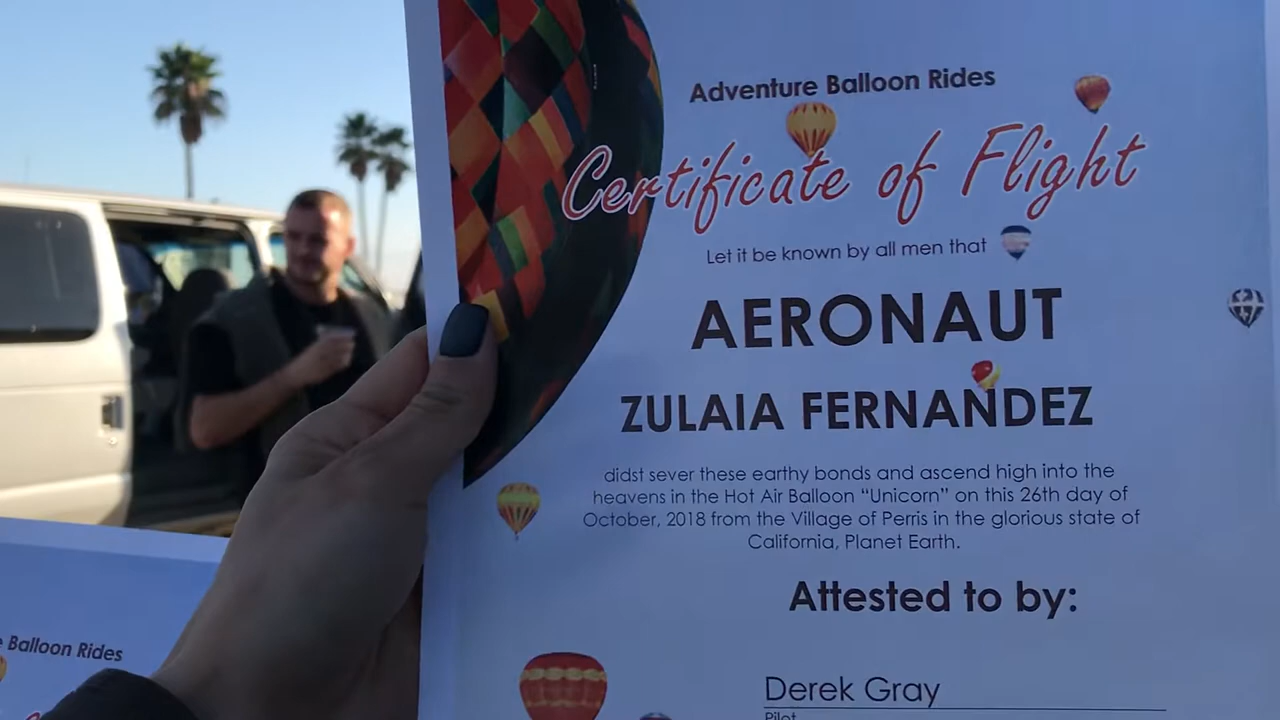 Adventure Balloon Rides
Certificate of Flight
Let it be known by all men that
AERONAUT
ZULAIA FERNANDEZ
didst sever these earthy bonds and ascend high into the
heavens in the Hot Air Balloon “Unicorn” on this 26th day of
October, 2018 from the Village of Perris in the glorious state of
California, Planet Earth.
Attested to by:
Derek Gray
Pilot
Balloon Rides